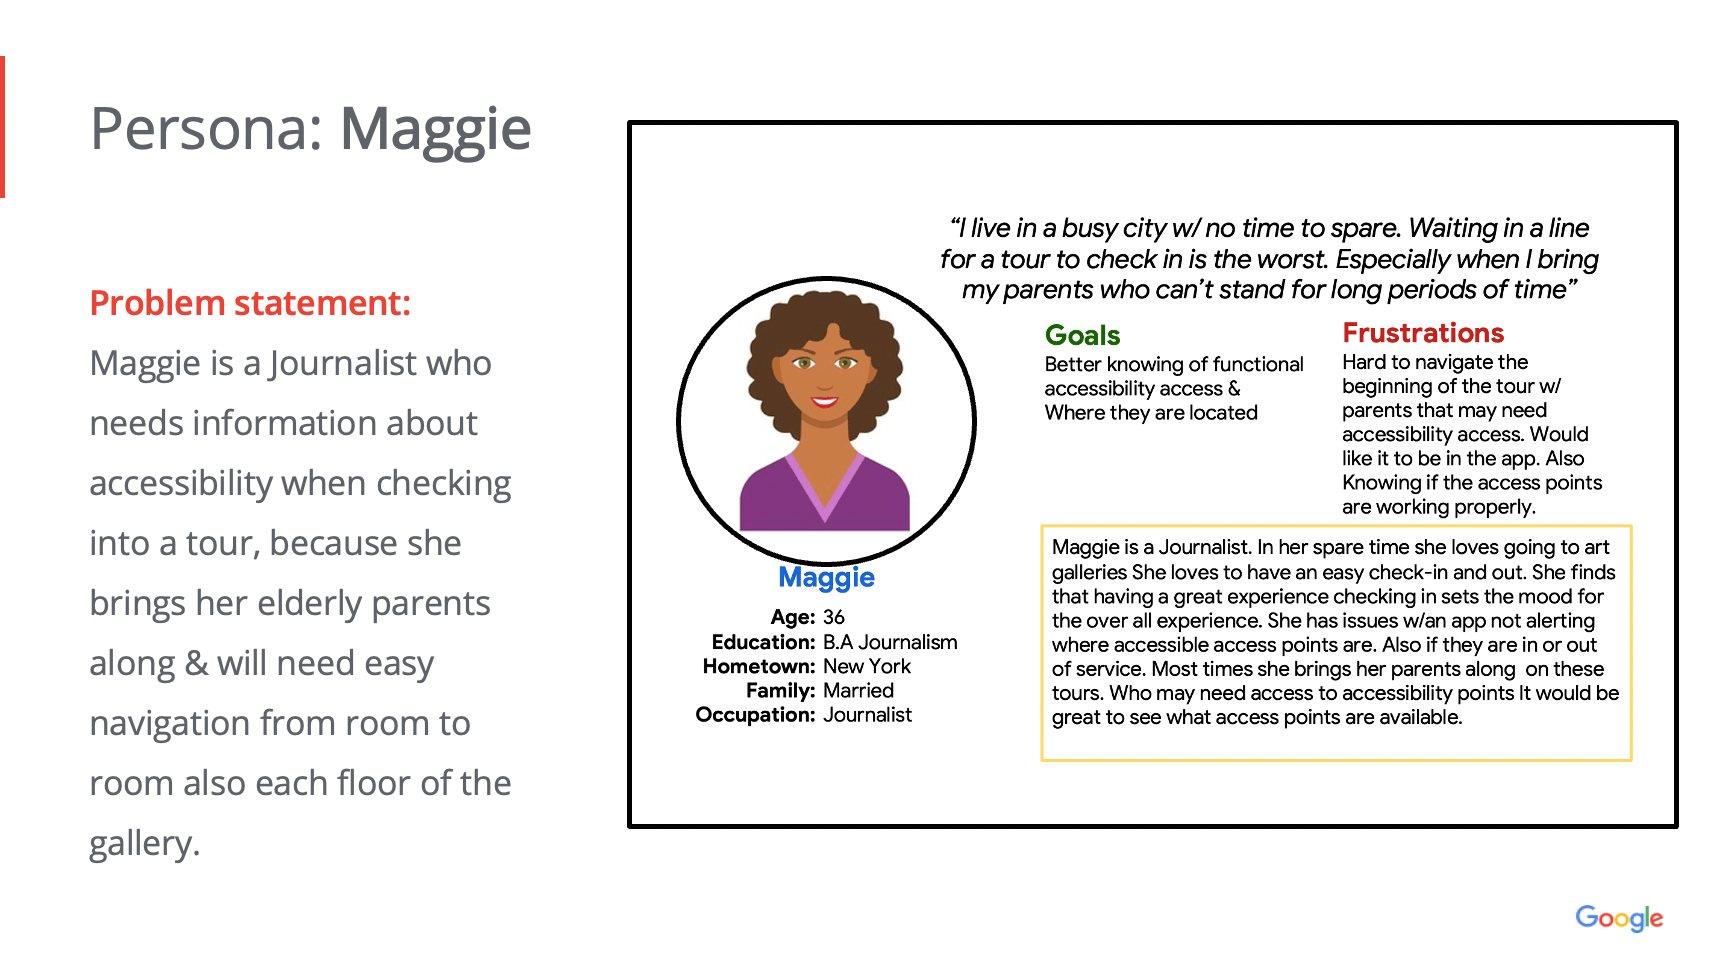 Persona: Maggie
Problem statement:
Maggie is a Journalist who
needs information about
accessibility when checking
into a tour, because she
brings her elderly parents
along & will need easy
navigation from room to
room also each floor of the
gallery.
“I live in a busy city w/ no time to spare. Waiting in a line
for a tour to check in is the worst. Especially when I bring
my parents who can’t stand for long periods of time”
Goals
Better knowing of functional
accessibility access &
Where they are located
Frustrations
Hard to navigate the
beginning of the tour w/
parents that may need
accessibility access. Would
like it to be in the app. Also
Knowing if the access points
are working properly.
Maggie
Age: 36
Education: B.A Journalism
Hometown: New York
Family: Married
Occupation: Journalist
Maggie is a Journalist. In her spare time she loves going to art
galleries She loves to have an easy check-in and out. She finds
that having a great experience checking in sets the mood for
the over all experience. She has issues w/an app not alerting
where accessible access points are. Also if they are in or out
of service. Most times she brings her parents along  on these
tours. Who may need access to accessibility points It would be
great to see what access points are available.
Google